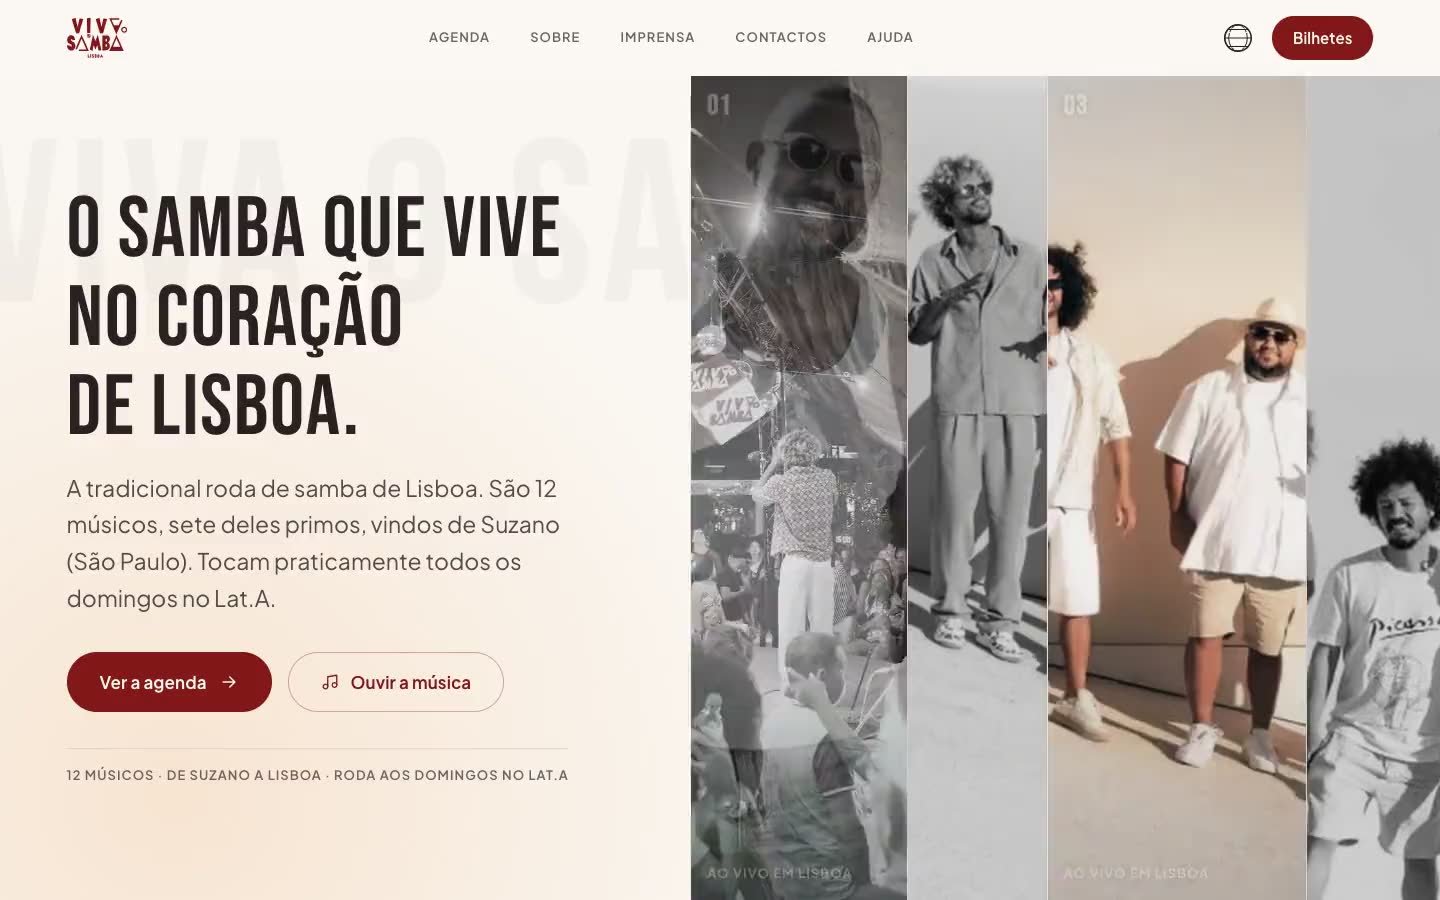 VIVO
SAMBA
LISBOA
AGENDA
SOBRE
IMPRENSA
CONTACTOS
AJUDA
Bilhetes
VIVA O SA
O SAMBA QUE VIVE
NO CORAÇÃO
DE LISBOA.
A tradicional roda de samba de Lisboa. São 12
músicos, sete deles primos, vindos de Suzano
(São Paulo). Tocam praticamente todos os
domingos no Lat.A.
Ver a agenda
Ouvir a música
12 MÚSICOS · DE SUZANO A LISBOA · RODA AOS DOMINGOS NO LAT.A
01
AO VIVO EM LISBOA
03
AO VIVO EM LISBOA
Picasso